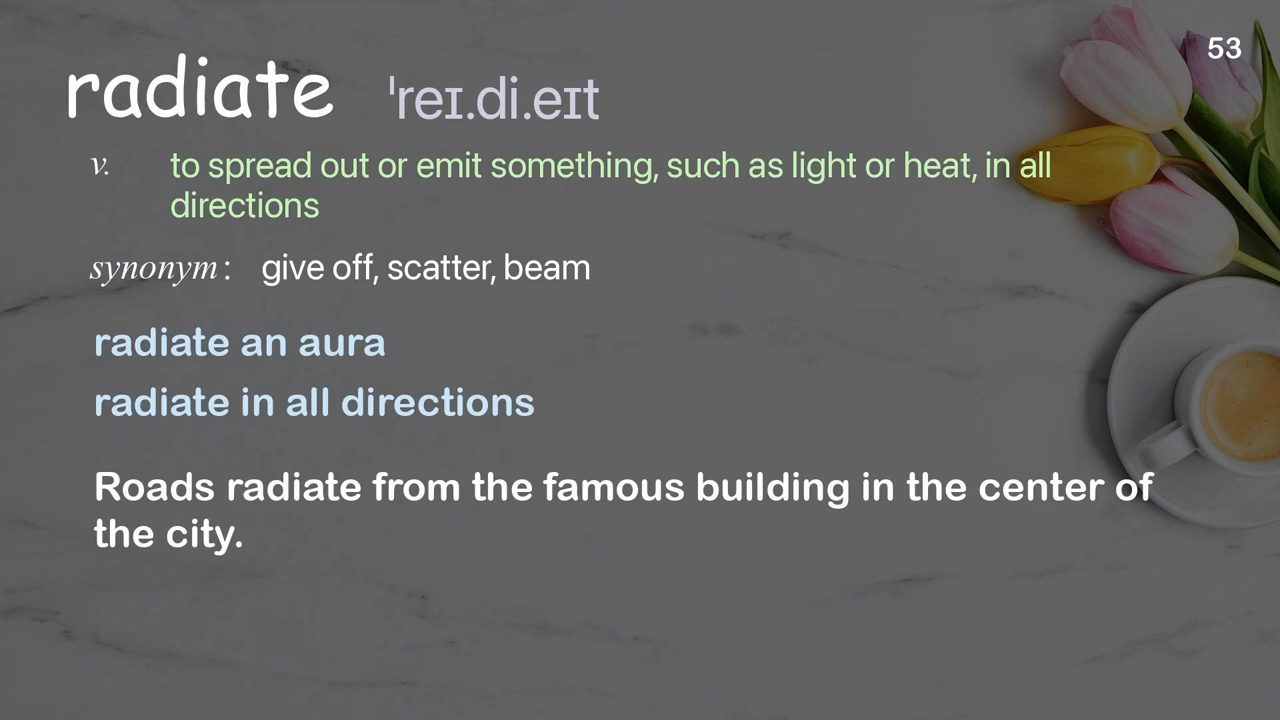 53
radiate ˈreɪ.di.eɪt
v. to spread out or emit something, such as light or heat, in all
directions
synonym: give off, scatter, beam
radiate an aura
radiate in all directions
Roads radiate from the famous building in the center of
the city.